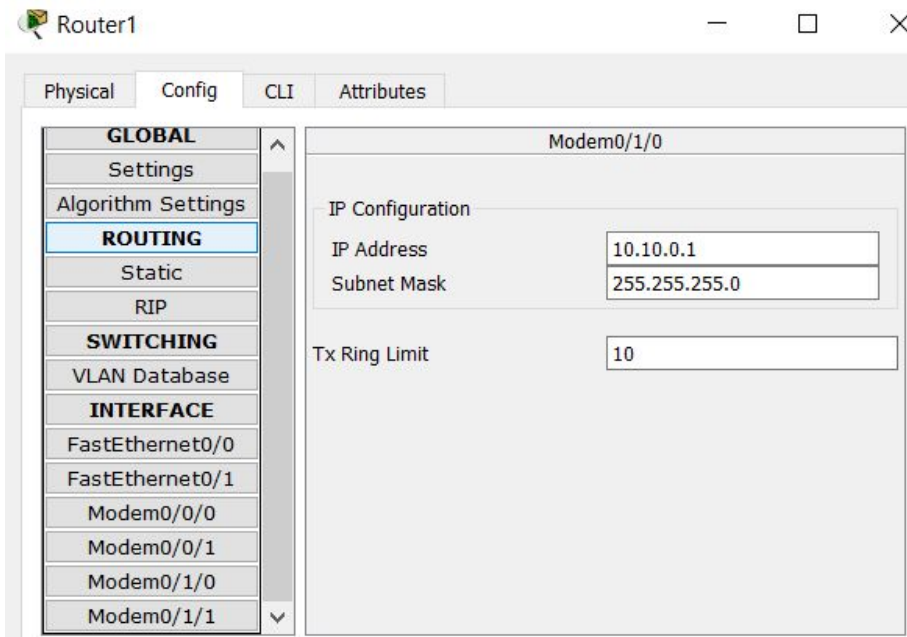 Router1
Physical Config CLI Attributes
GLOBAL
Settings
Algorithm Settings
ROUTING
Static
RIP
SWITCHING
VLAN Database
INTERFACE
FastEthernet0/0
FastEthernet0/1
Modem0/0/0
Modem0/0/1
Modem0/1/0
Modem0/1/1
Modem0/1/0
IP Configuration
IP Address 10.10.0.1
Subnet Mask 255.255.255.0
Tx Ring Limit 10